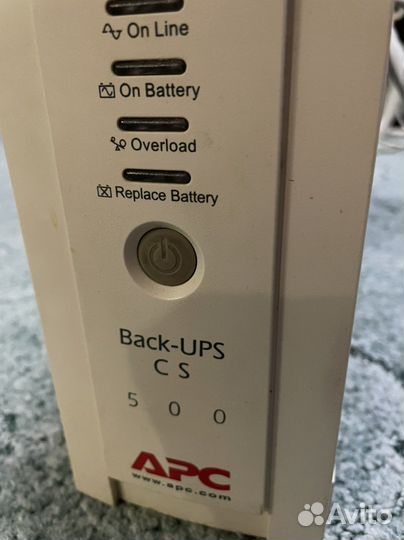 On Line
On Battery
Overload
Replace Battery
Back-UPS
CS
500
APC
www.apc.com
Avito